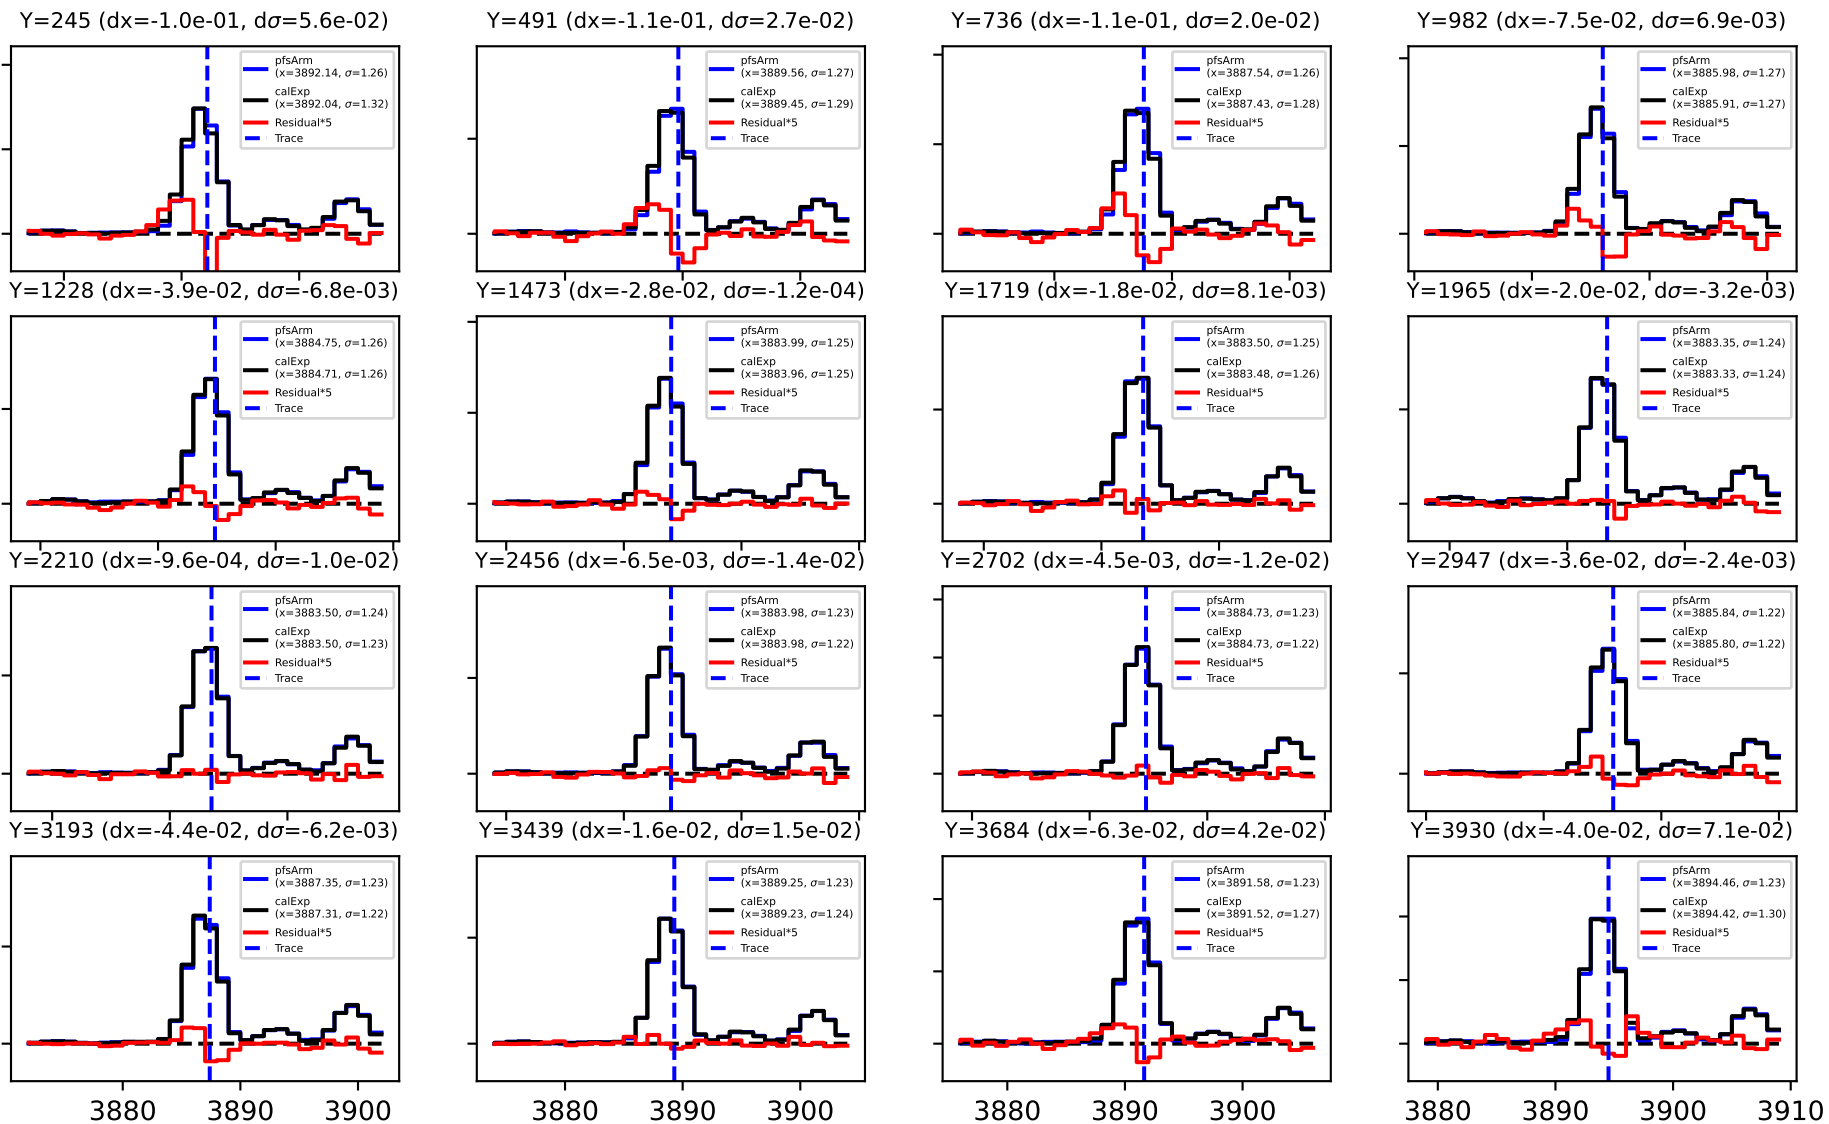 Y=245 (dx=-1.0e-01, dσ=5.6e-02)
pfsArm
(x=3892.14, σ=1.26)
calExp
(x=3892.04, σ=1.32)
Residual*5
Trace
Y=491 (dx=-1.1e-01, dσ=2.7e-02)
pfsArm
(x=3889.56, σ=1.27)
calExp
(x=3889.45, σ=1.29)
Residual*5
Trace
Y=736 (dx=-1.1e-01, dσ=2.0e-02)
pfsArm
(x=3887.54, σ=1.26)
calExp
(x=3887.43, σ=1.28)
Residual*5
Trace
Y=982 (dx=-7.5e-02, dσ=6.9e-03)
pfsArm
(x=3885.98, σ=1.27)
calExp
(x=3885.91, σ=1.27)
Residual*5
Trace
Y=1228 (dx=-3.9e-02, dσ=-6.8e-03)
pfsArm
(x=3884.75, σ=1.26)
calExp
(x=3884.71, σ=1.26)
Residual*5
Trace
Y=1473 (dx=-2.8e-02, dσ=-1.2e-04)
pfsArm
(x=3883.99, σ=1.25)
calExp
(x=3883.96, σ=1.25)
Residual*5
Trace
Y=1719 (dx=-1.8e-02, dσ=8.1e-03)
pfsArm
(x=3883.50, σ=1.25)
calExp
(x=3883.48, σ=1.26)
Residual*5
Trace
Y=1965 (dx=-2.0e-02, dσ=-3.2e-03)
pfsArm
(x=3883.35, σ=1.24)
calExp
(x=3883.33, σ=1.24)
Residual*5
Trace
Y=2210 (dx=-9.6e-04, dσ=-1.0e-02)
pfsArm
(x=3883.50, σ=1.24)
calExp
(x=3883.50, σ=1.23)
Residual*5
Trace
Y=2456 (dx=-6.5e-03, dσ=-1.4e-02)
pfsArm
(x=3883.98, σ=1.23)
calExp
(x=3883.98, σ=1.22)
Residual*5
Trace
Y=2702 (dx=-4.5e-03, dσ=-1.2e-02)
pfsArm
(x=3884.73, σ=1.23)
calExp
(x=3884.73, σ=1.22)
Residual*5
Trace
Y=2947 (dx=-3.6e-02, dσ=-2.4e-03)
pfsArm
(x=3885.84, σ=1.22)
calExp
(x=3885.80, σ=1.22)
Residual*5
Trace
Y=3193 (dx=-4.4e-02, dσ=-6.2e-03)
pfsArm
(x=3887.35, σ=1.23)
calExp
(x=3887.31, σ=1.22)
Residual*5
Trace
Y=3439 (dx=-1.6e-02, dσ=1.5e-02)
pfsArm
(x=3889.25, σ=1.23)
calExp
(x=3889.23, σ=1.24)
Residual*5
Trace
Y=3684 (dx=-6.3e-02, dσ=4.2e-02)
pfsArm
(x=3891.58, σ=1.23)
calExp
(x=3891.52, σ=1.27)
Residual*5
Trace
Y=3930 (dx=-4.0e-02, dσ=7.1e-02)
pfsArm
(x=3894.46, σ=1.23)
calExp
(x=3894.42, σ=1.30)
Residual*5
Trace
3880 3890 3900
3880 3890 3900
3880 3890 3900
3880 3890 3900 3910